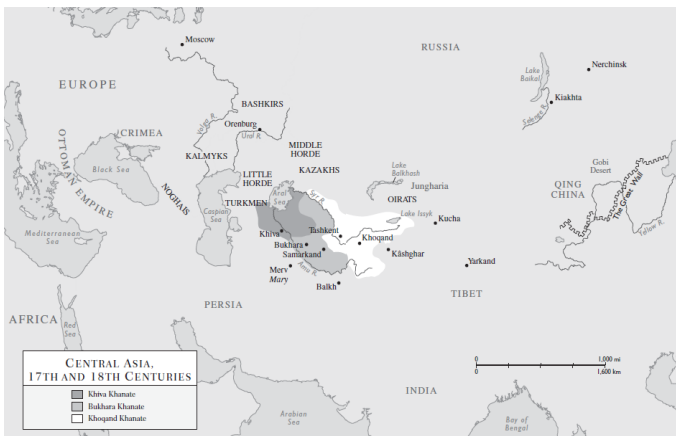 Moscow
RUSSIA
Nerchinsk
Lake
Baikal
EUROPE
Kiakhta
BASHKIRS
Selenga R.
Volga R.
Orenburg
Ural R.
CRIMEA
OTTOMAN EMPIRE
MIDDLE
HORDE
Black Sea
KALMYKS
KAZAKHS
Lake
Balkhash
Gobi
Desert
The Great Wall
LITTLE
HORDE
Jungharia
QING
CHINA
NOGHAIS
Aral
Sea
Syr R.
OIRATS
TURKMEN
Caspian
Sea
Lake Issyk
Kucha
Yellow R.
Mediterranean
Sea
Khiva
Tashkent
Khoqand
Bukhara
Samarkand
Kâshghar
Amu R.
Merv
Mary
Yarkand
Balkh
TIBET
PERSIA
AFRICA
Red
Sea
CENTRAL ASIA,
17TH AND 18TH CENTURIES
Khiva Khanate
Bukhara Khanate
Khoqand Khanate
0 1,000 mi
0 1,600 km
INDIA
Arabian
Sea
Bay of
Bengal